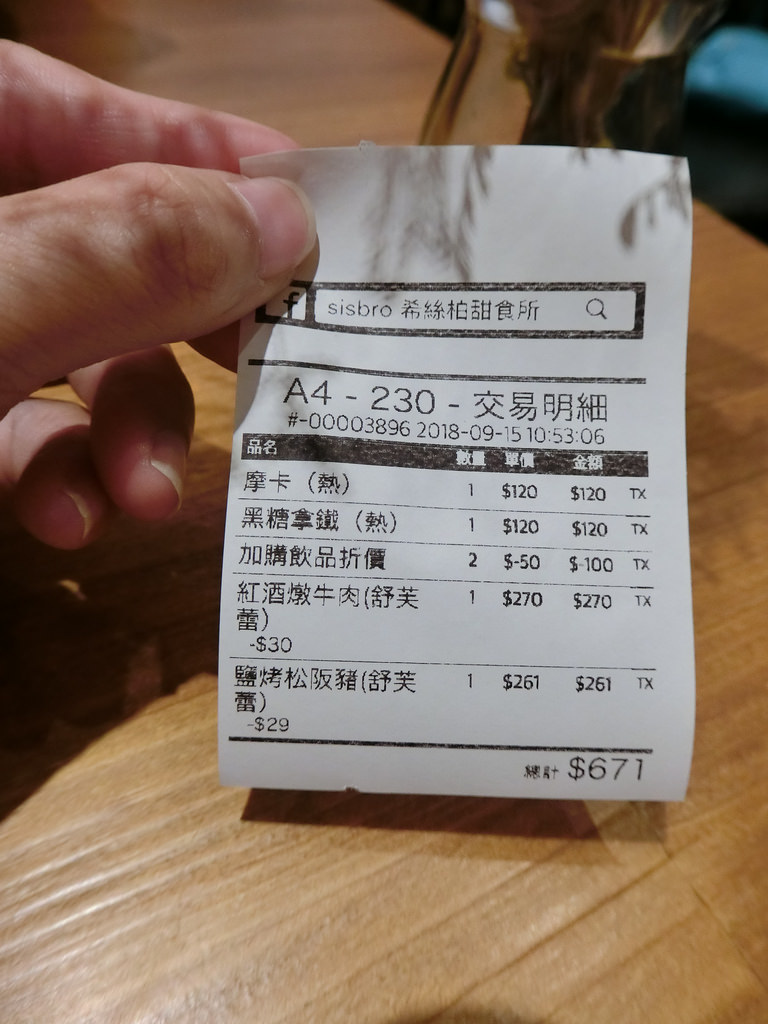 f sisbro 希絲柏甜食所
A4 - 230 - 交易明細
#-00003896 2018-09-15 10:53:06
品名 數量 單價 金額
摩卡（熱） 1 $120 $120 TX
黑糖拿鐵（熱） 1 $120 $120 TX
加購飲品折價 2 $-50 $-100 TX
紅酒燉牛肉(舒芙 1 $270 $270 TX
蕾)
-$30
鹽烤松阪豬(舒芙 1 $261 $261 TX
蕾)
-$29
總計 $671